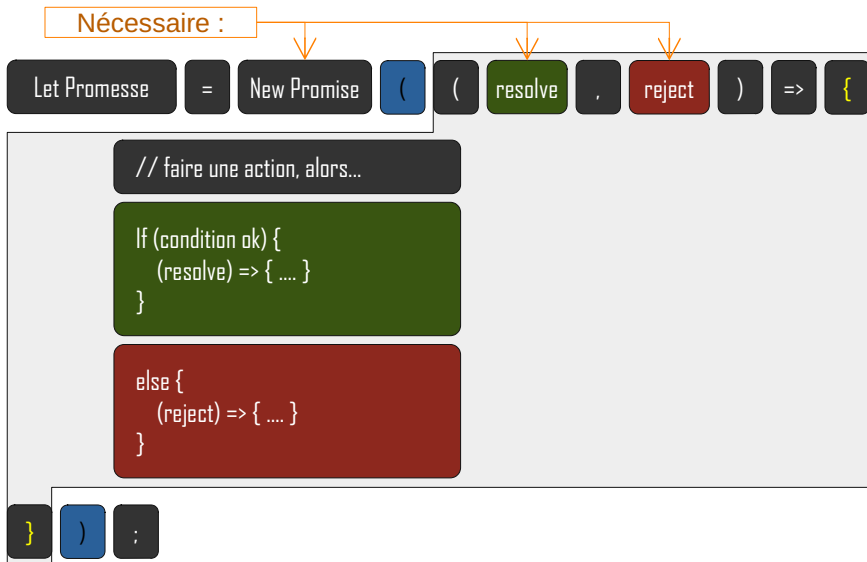 Nécessaire :
Let Promesse = New Promise ( ( resolve , reject ) => {
// faire une action, alors...
If (condition ok) {
(resolve) => { .... }
}
else {
(reject) => { .... }
}
} ) ;